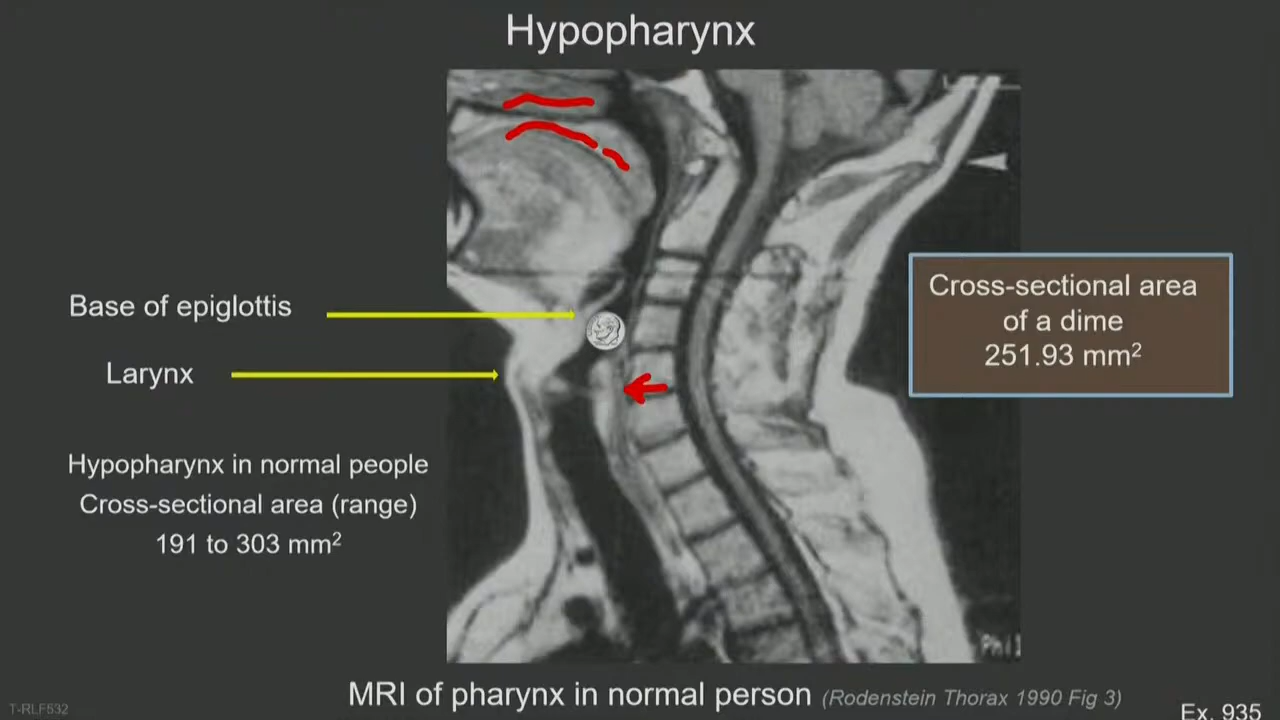 Hypopharynx
Base of epiglottis
Larynx
Hypopharynx in normal people
Cross-sectional area (range)
191 to 303 mm²
Cross-sectional area
of a dime
251.93 mm²
MRI of pharynx in normal person (Rodenstein Thorax 1990 Fig 3)
T-RLF532
Ex. 935